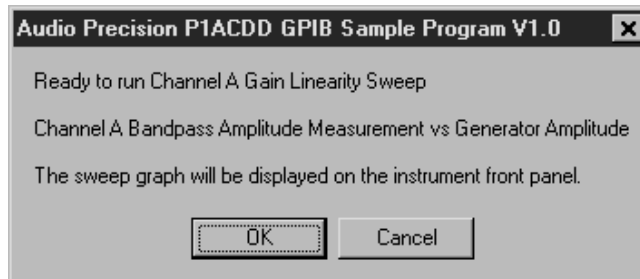 Audio Precision P1ACDD GPIB Sample Program V1.0
Ready to run Channel A Gain Linearity Sweep
Channel A Bandpass Amplitude Measurement vs Generator Amplitude
The sweep graph will be displayed on the instrument front panel.
OK Cancel